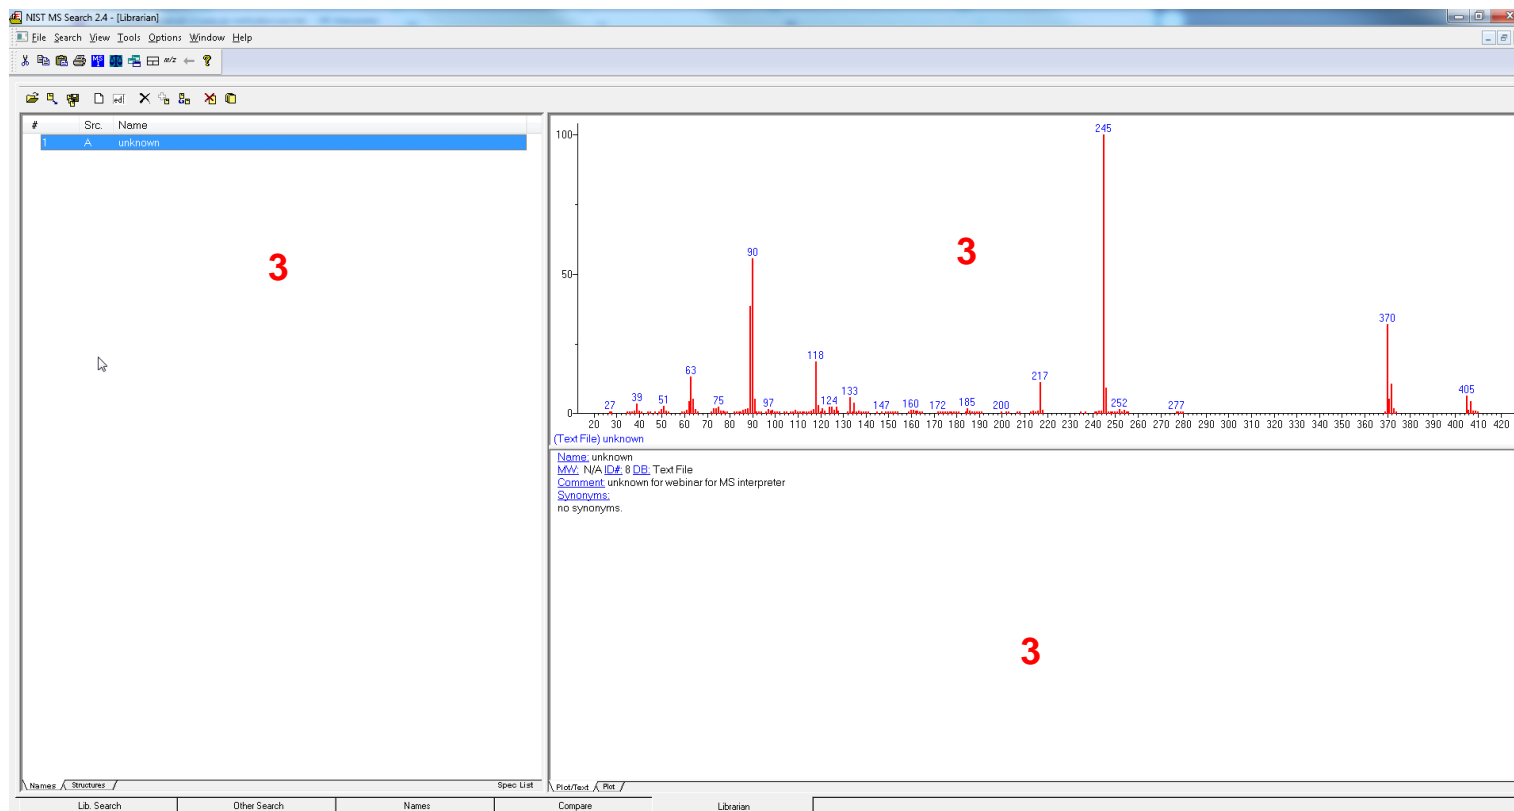 NIST MS Search 2.4 - [Librarian]
File Search View Tools Options Window Help
# Src. Name
1 A unknown
3
Names Structures Spec List
100
50
0
27 39 51 63 75 90 97 118 124 133 147 160 172 185 200 217 245 252 277 370 405
20 30 40 50 60 70 80 90 100 110 120 130 140 150 160 170 180 190 200 210 220 230 240 250 260 270 280 290 300 310 320 330 340 350 360 370 380 390 400 410 420
(Text File) unknown
3
Name: unknown
MW: N/A ID#: 8 DB: Text File
Comment: unknown for webinar for MS interpreter
Synonyms:
no synonyms.
3
Plot/Text Plot
Lib. Search Other Search Names Compare Librarian